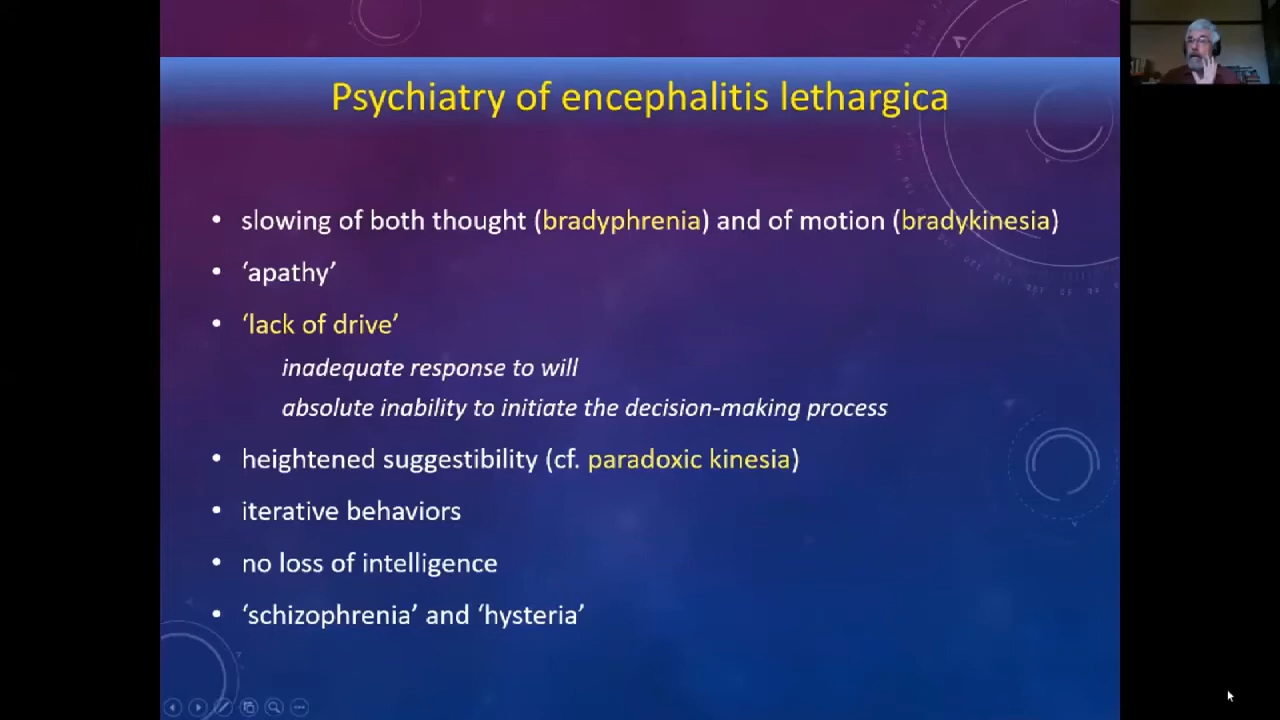 Psychiatry of encephalitis lethargica
• slowing of both thought (bradyphrenia) and of motion (bradykinesia)
• ‘apathy’
• ‘lack of drive’
inadequate response to will
absolute inability to initiate the decision-making process
• heightened suggestibility (cf. paradoxic kinesia)
• iterative behaviors
• no loss of intelligence
• ‘schizophrenia’ and ‘hysteria’